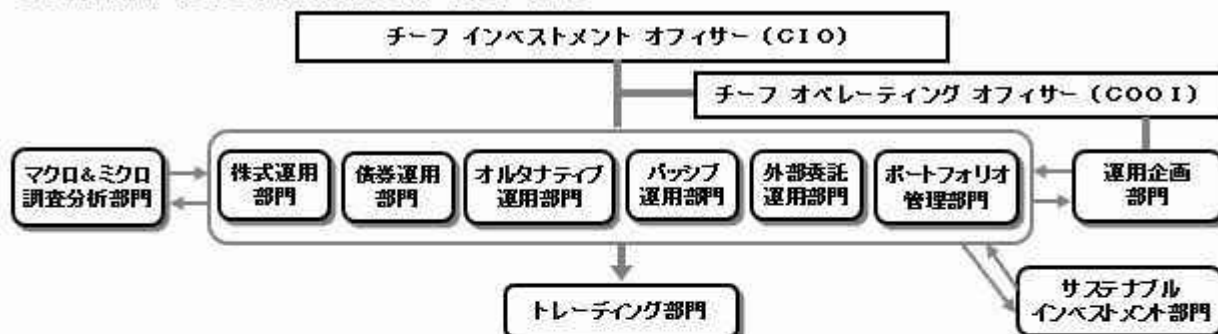 チーフ インベストメント オフィサー (CIO)
チーフ オペレーティング オフィサー (COOI)
マクロ&ミクロ
調査分析部門
株式運用
部門
債券運用
部門
オルタナティブ
運用部門
パッシブ
運用部門
外部委託
運用部門
ポートフォリオ
管理部門
運用企画
部門
トレーディング部門
サステナブル
インベストメント部門